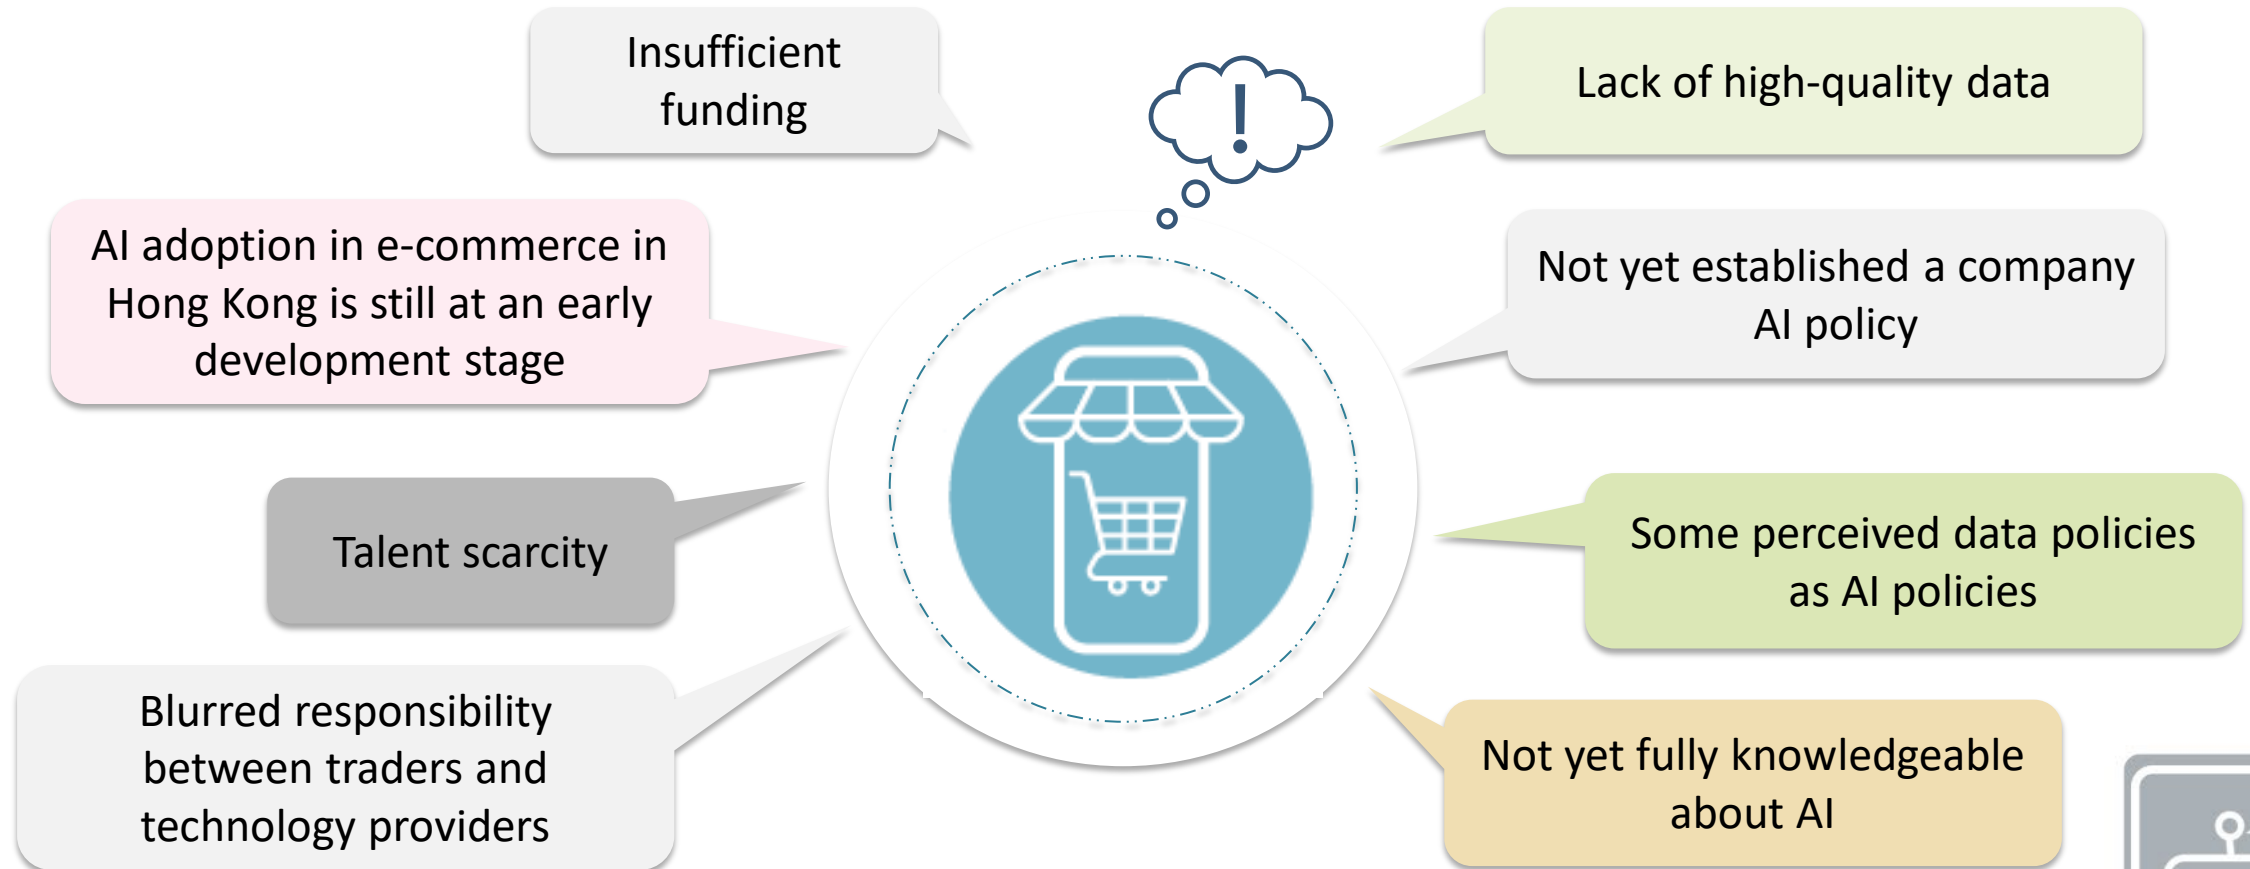 Insufficient
funding
Lack of high-quality data
AI adoption in e-commerce in
Hong Kong is still at an early
development stage
Not yet established a company
AI policy
Talent scarcity
Some perceived data policies
as AI policies
Blurred responsibility
between traders and
technology providers
Not yet fully knowledgeable
about AI
!